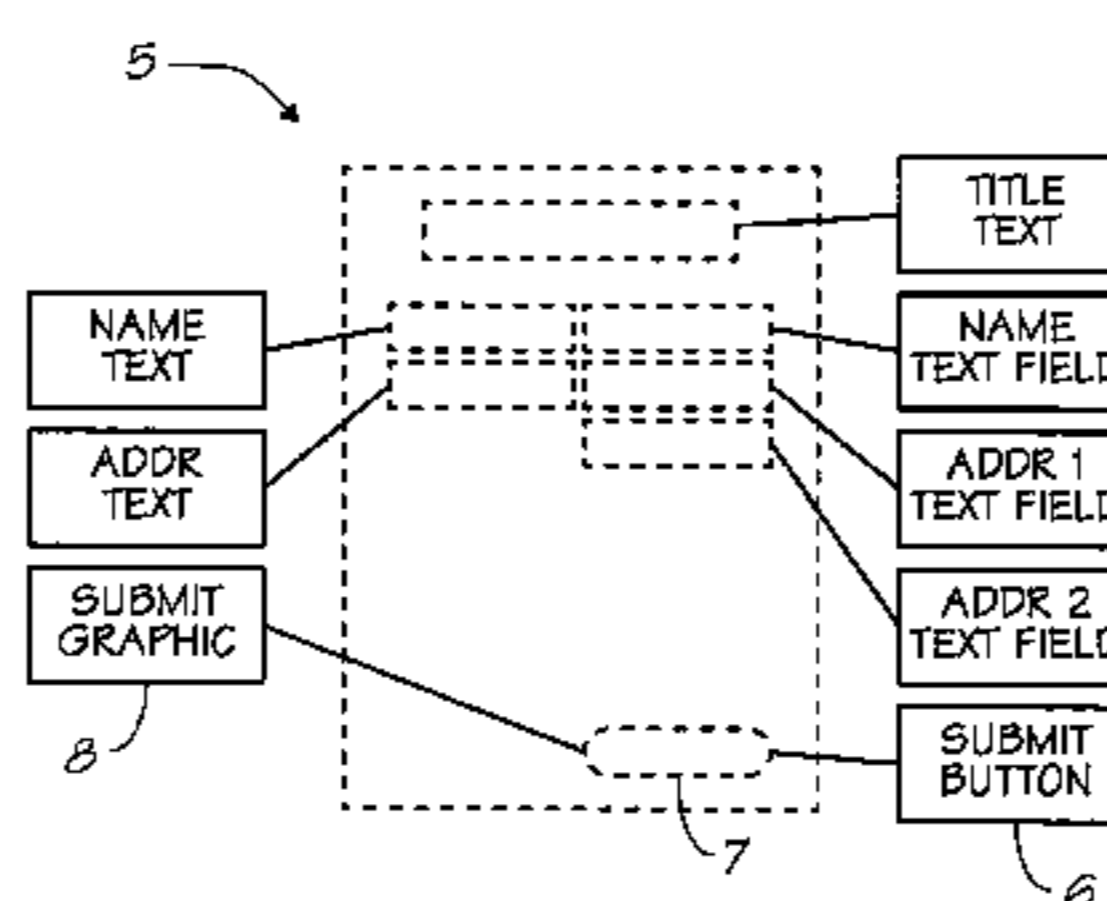 5
TITLE
TEXT
NAME
TEXT
NAME
TEXT FIELD
ADDR
TEXT
ADDR 1
TEXT FIELD
SUBMIT
GRAPHIC
ADDR 2
TEXT FIELD
8
SUBMIT
BUTTON
7
6